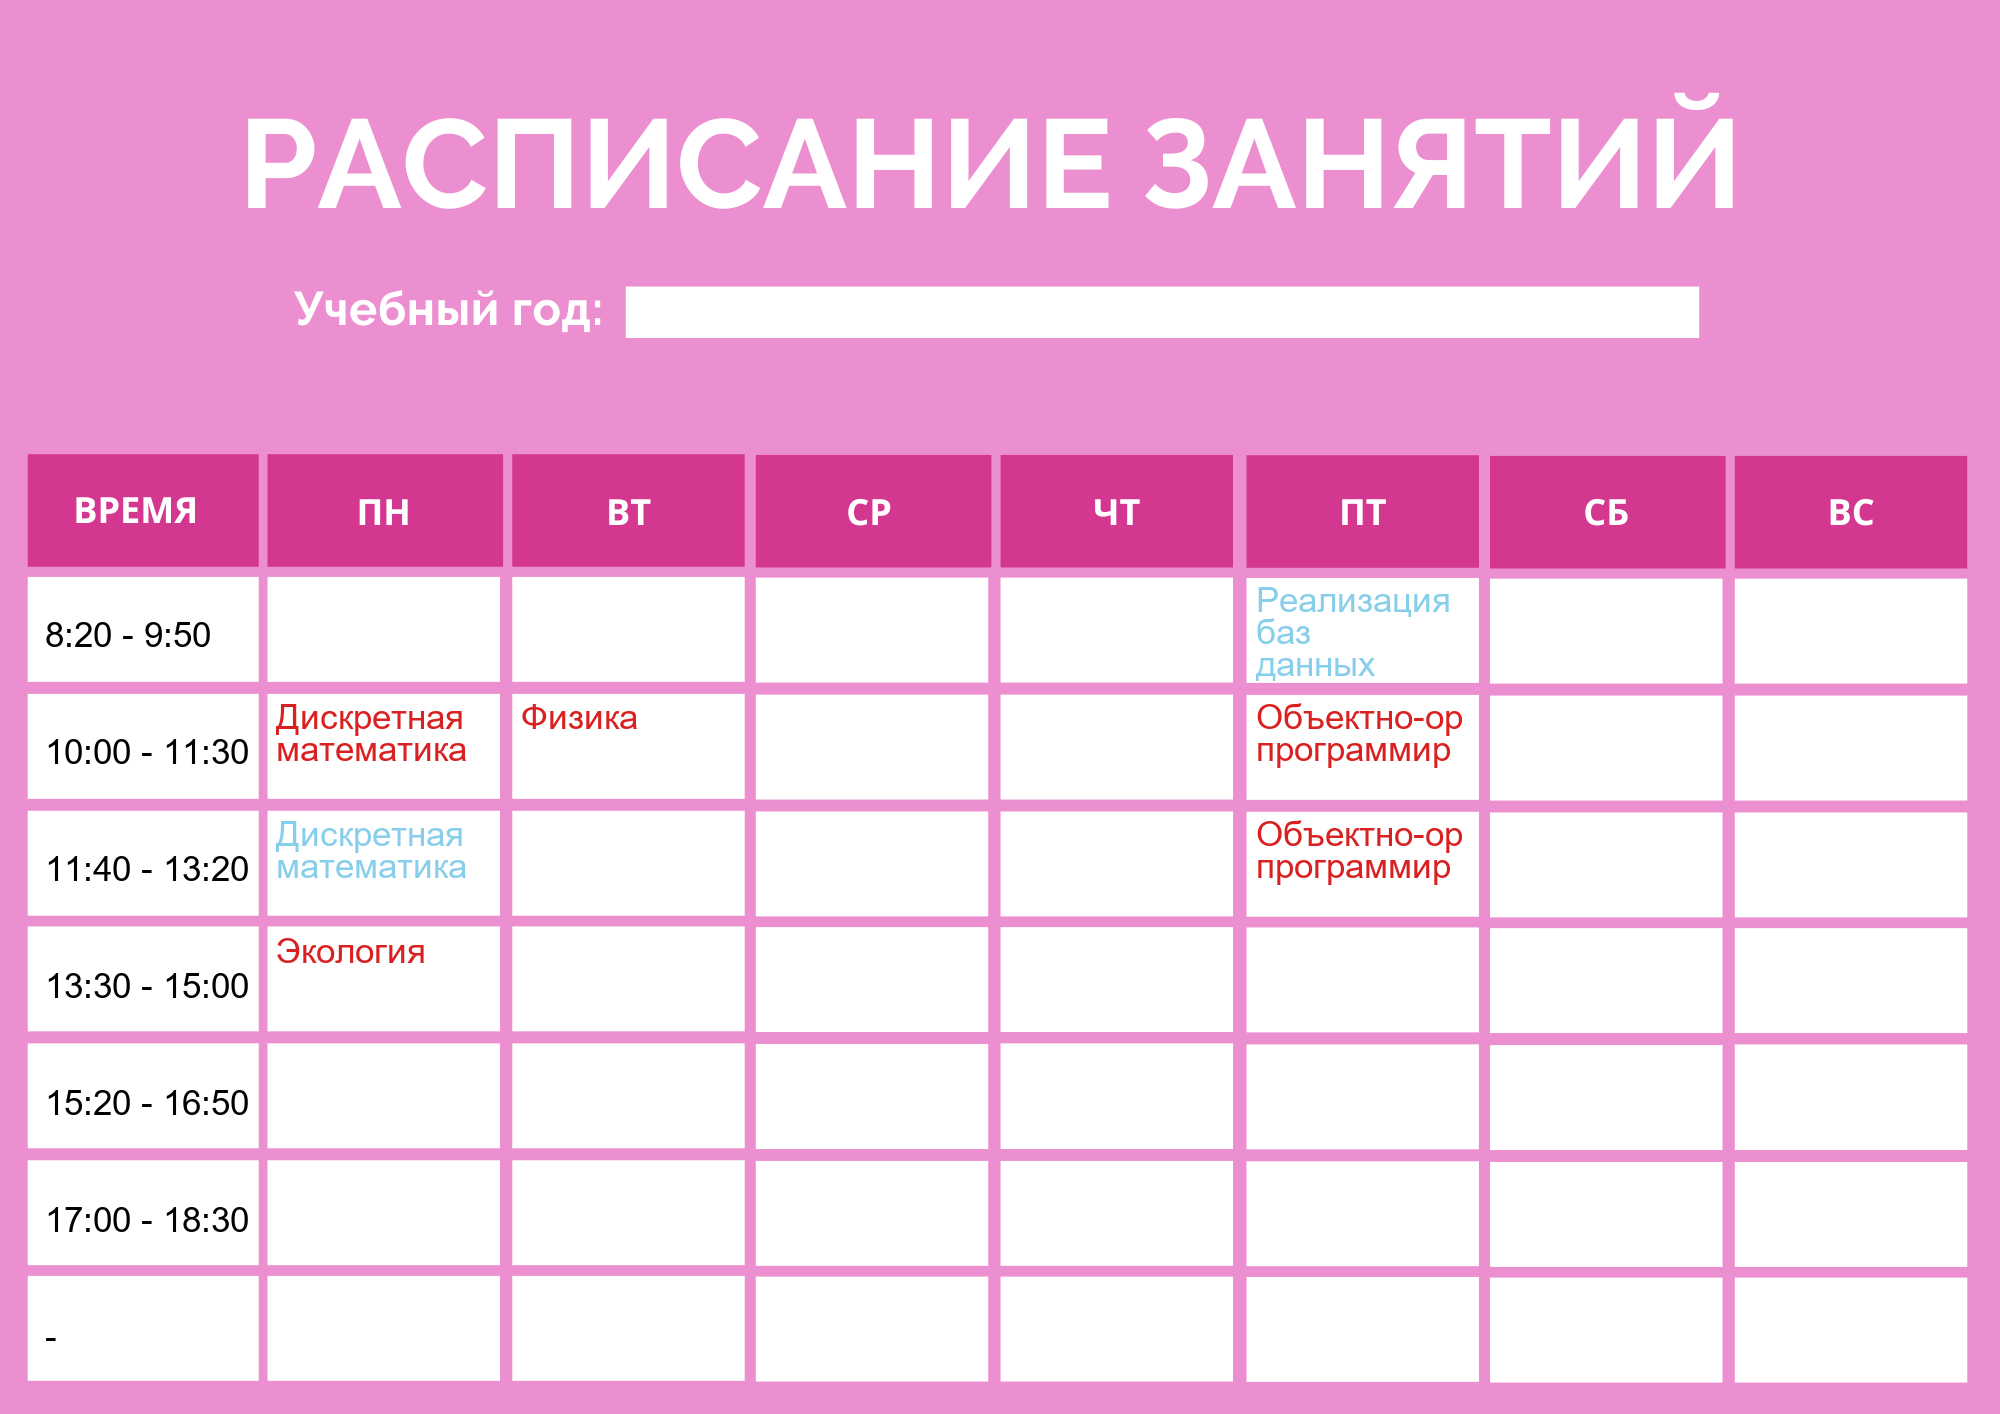 РАСПИСАНИЕ ЗАНЯТИЙ
Учебный год:
ВРЕМЯ ПН ВТ СР ЧТ ПТ СБ ВС
8:20 - 9:50
Реализация
баз
данных
10:00 - 11:30
Дискретная
математика
Физика
Объектно-ор
программир
11:40 - 13:20
Дискретная
математика
Объектно-ор
программир
13:30 - 15:00
Экология
15:20 - 16:50
17:00 - 18:30
-